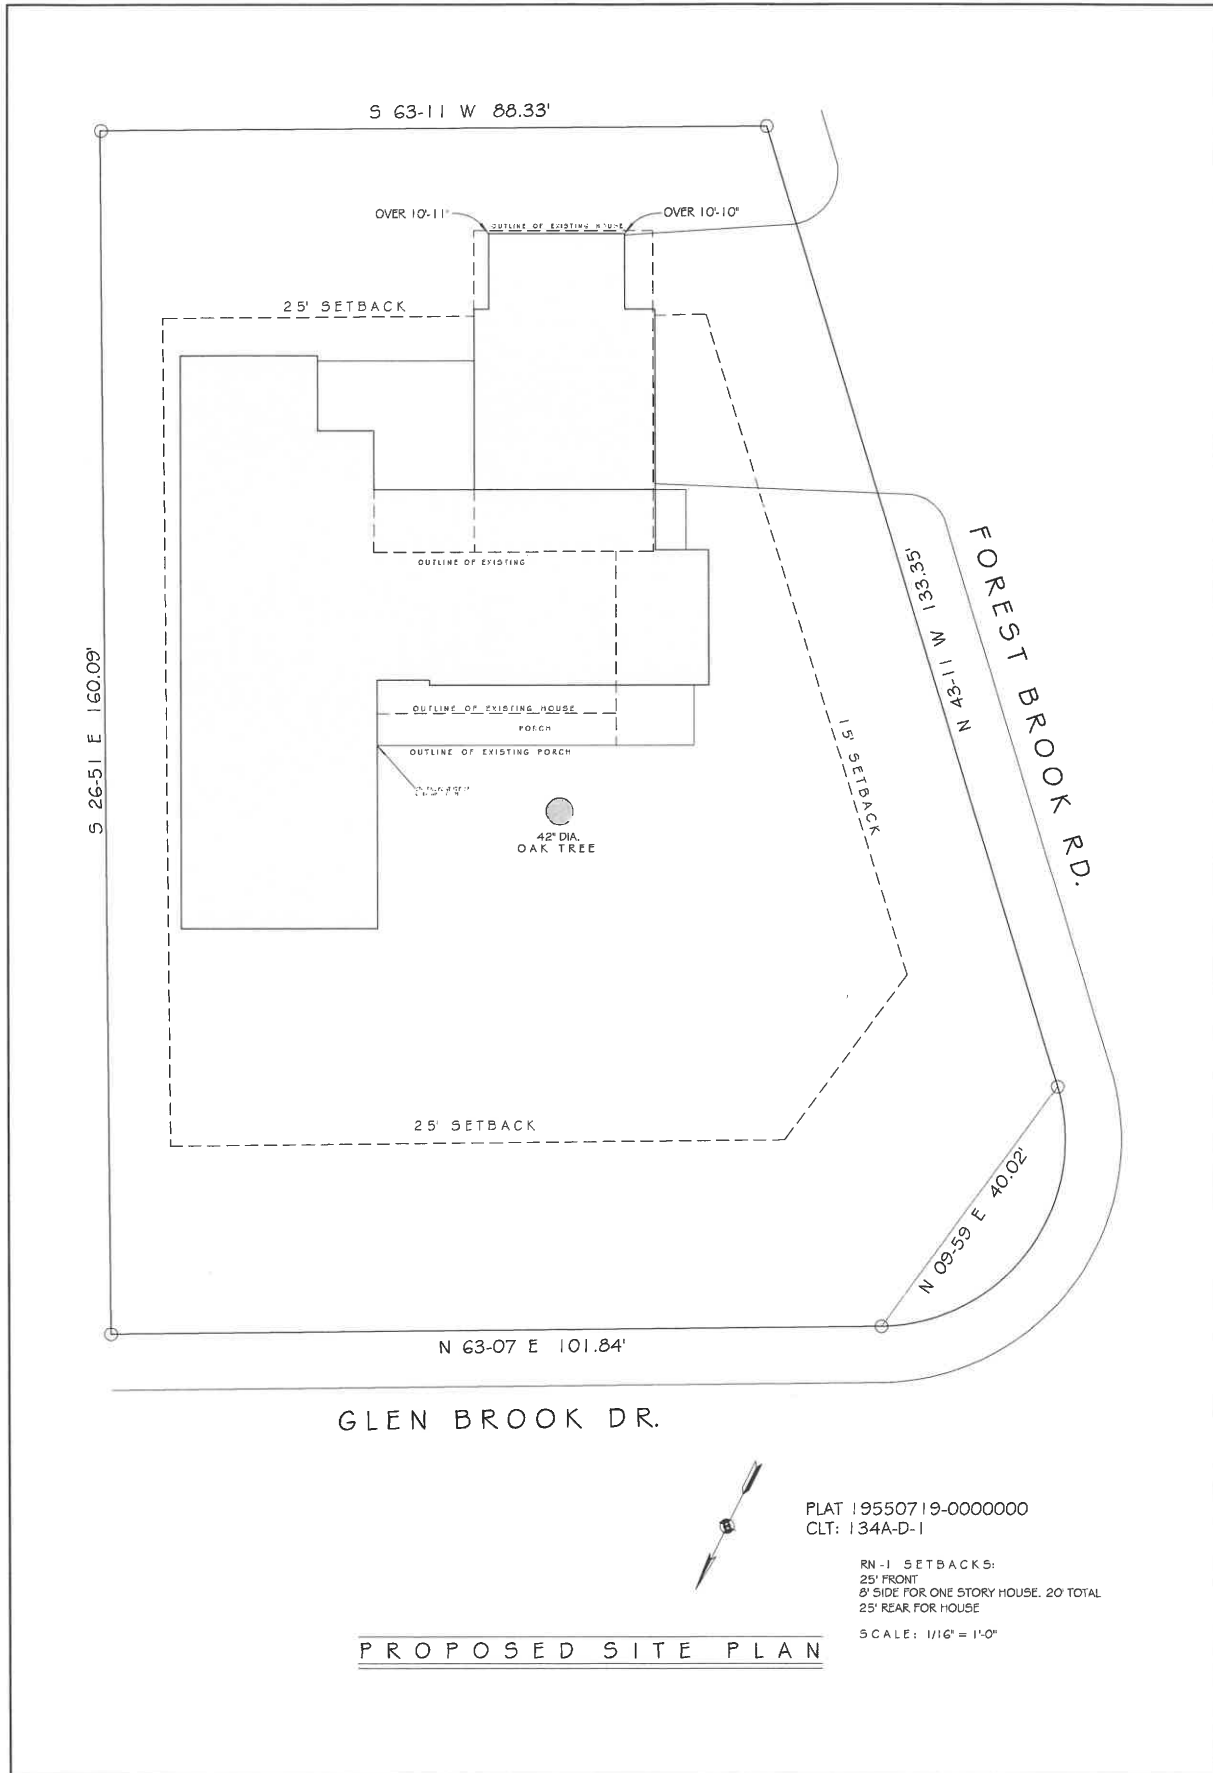 S 63-11 W 88.33'
OVER 10'-11"
OUTLINE OF EXISTING HOUSE
OVER 10'-10"
25' SETBACK
OUTLINE OF EXISTING
FOREST BROOK RD.
N 43-11 W 133.35'
S 26-51 E 160.09'
OUTLINE OF EXISTING HOUSE
PORCH
OUTLINE OF EXISTING PORCH
15' SETBACK
42" DIA.
OAK TREE
25' SETBACK
N 09-59 E 40.02'
N 63-07 E 101.84'
GLEN BROOK DR.
PLAT 19550719-0000000
CLT: 134A-D-1
RN-1 SETBACKS:
25' FRONT
8' SIDE FOR ONE STORY HOUSE. 20' TOTAL
25' REAR FOR HOUSE
SCALE: 1/16" = 1'-0"
PROPOSED SITE PLAN